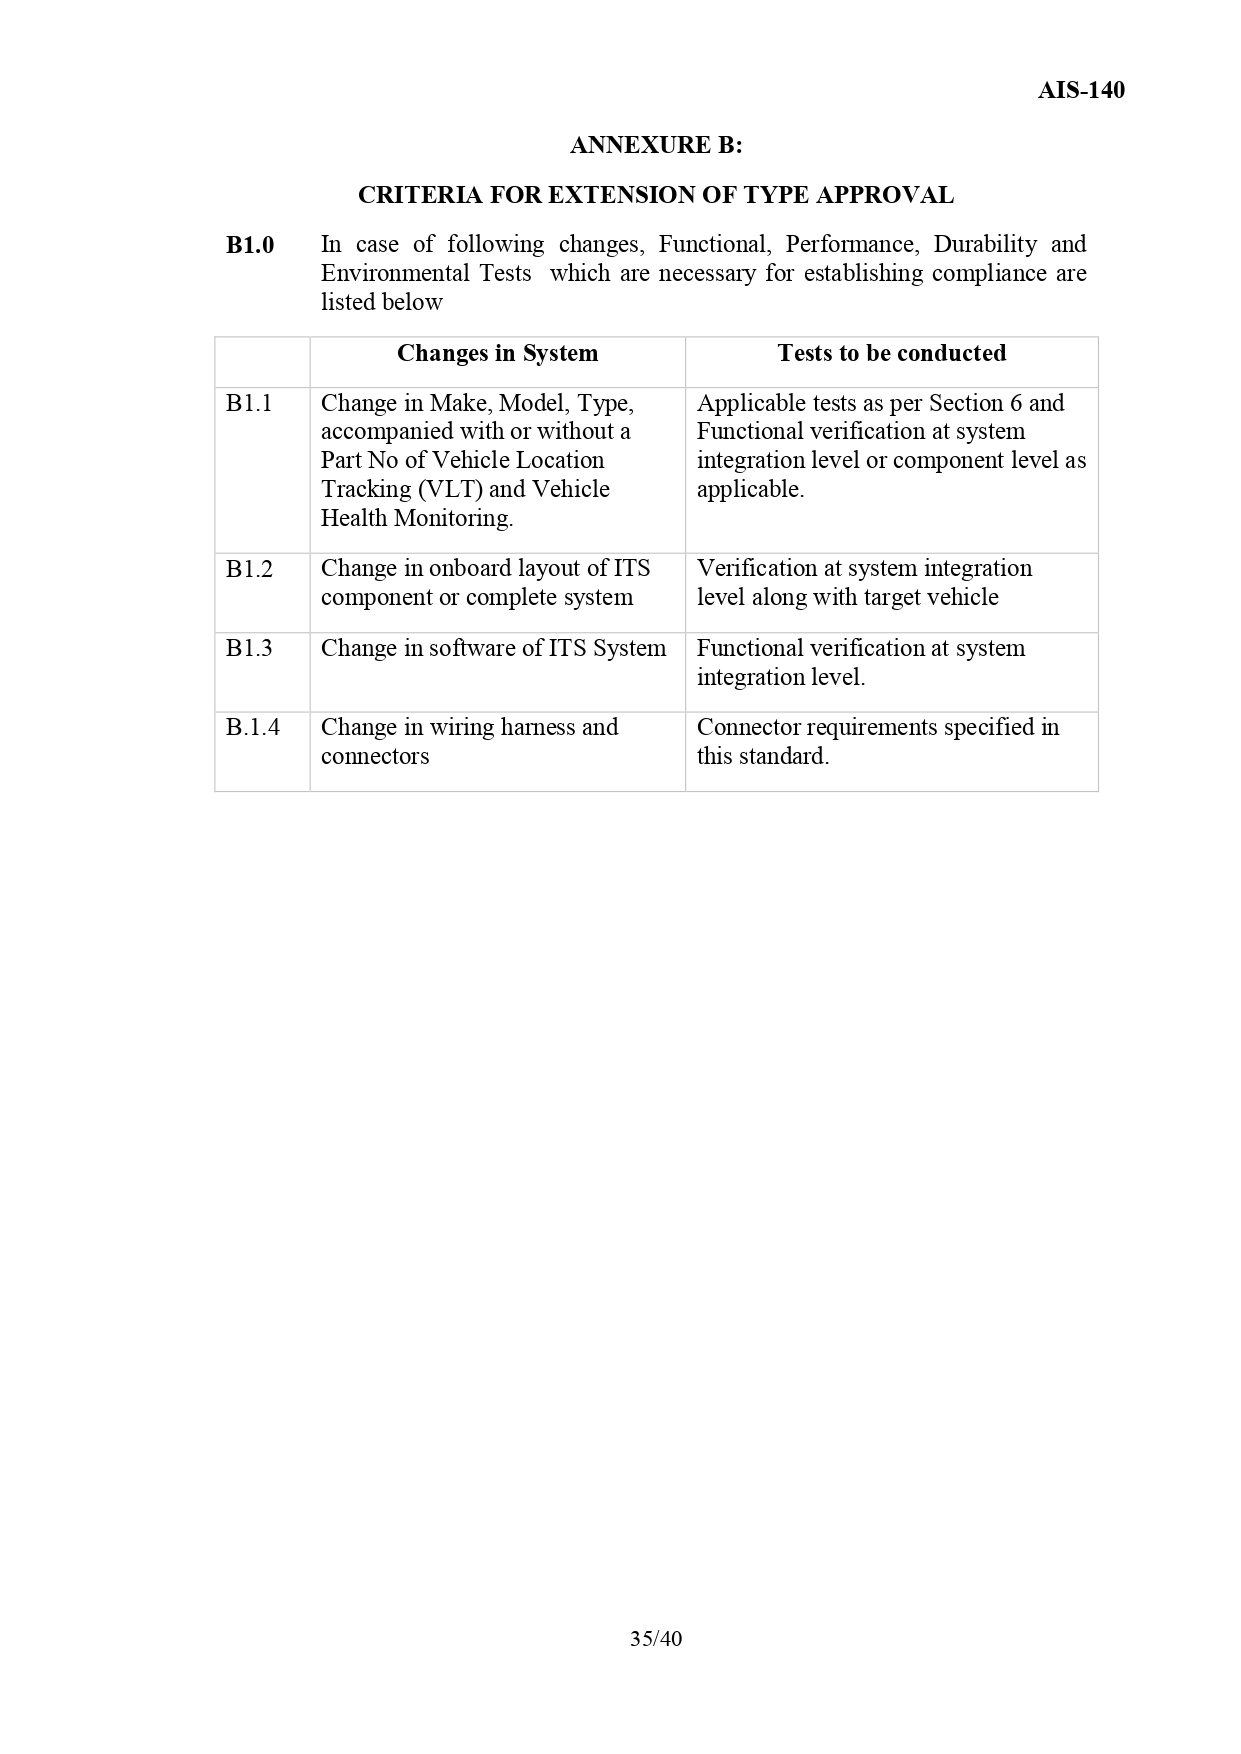 AIS-140
ANNEXURE B:
CRITERIA FOR EXTENSION OF TYPE APPROVAL
B1.0 In case of following changes, Functional, Performance, Durability and
Environmental Tests which are necessary for establishing compliance are
listed below
Changes in System Tests to be conducted
B1.1 Change in Make, Model, Type, Applicable tests as per Section 6 and
accompanied with or without a Functional verification at system
Part No of Vehicle Location integration level or component level as
Tracking (VLT) and Vehicle applicable.
Health Monitoring.
B1.2 Change in onboard layout of ITS Verification at system integration
component or complete system level along with target vehicle
B1.3 Change in software of ITS System Functional verification at system
integration level.
B.1.4 Change in wiring harness and Connector requirements specified in
connectors this standard.
35/40